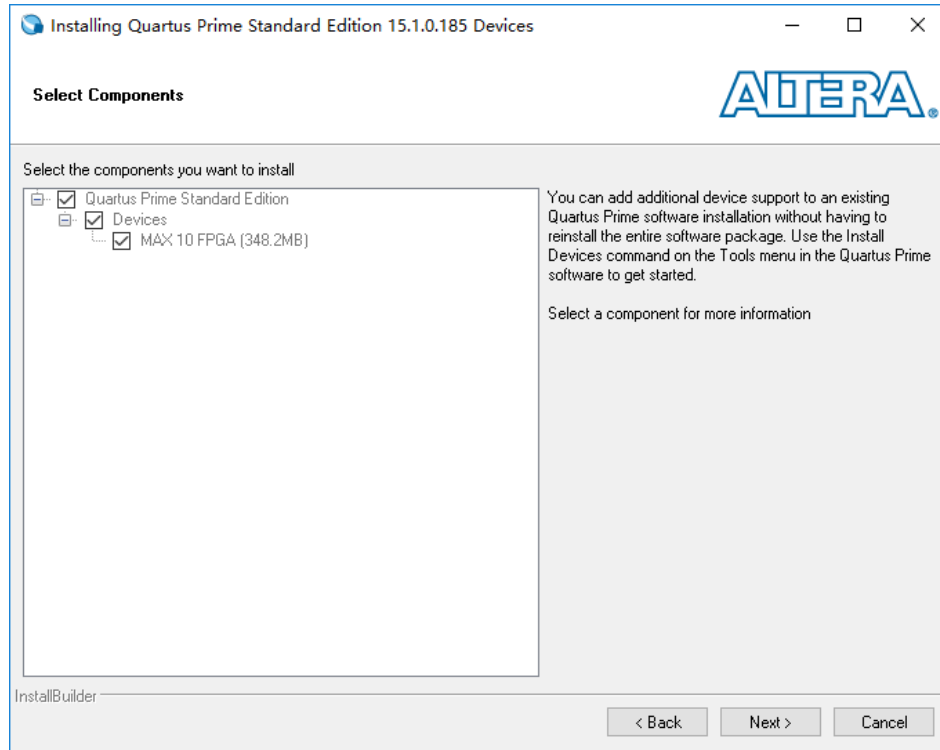 Installing Quartus Prime Standard Edition 15.1.0.185 Devices
Select Components
ALTERA®
Select the components you want to install
Quartus Prime Standard Edition
Devices
MAX 10 FPGA (348.2MB)
You can add additional device support to an existing
Quartus Prime software installation without having to
reinstall the entire software package. Use the Install
Devices command on the Tools menu in the Quartus Prime
software to get started.
Select a component for more information
InstallBuilder
< Back
Next >
Cancel